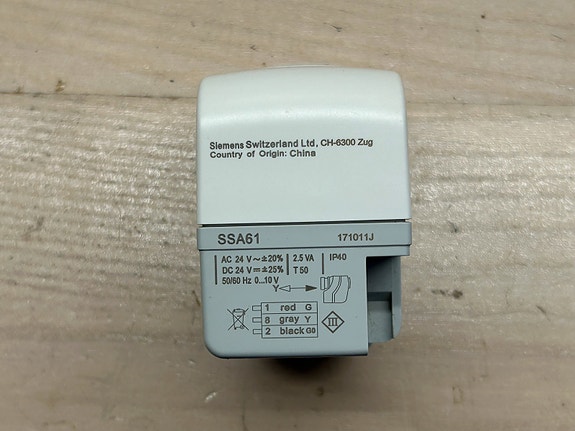 Siemens Switzerland Ltd, CH-6300 Zug
Country of Origin: China
SSA61 171011J
AC 24 V ~ ±20% 2.5 VA IP40
DC 24 V ⎓ ±25% T 50
50/60 Hz 0...10 V
Y
1 red G
8 gray Y
2 black G0
III